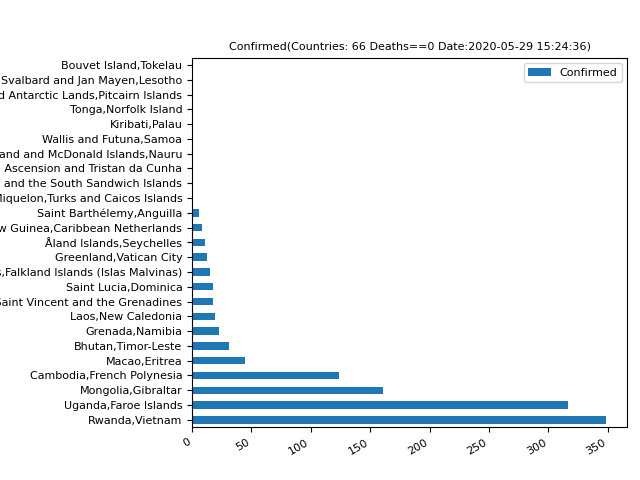 Confirmed(Countries: 66 Deaths==0 Date:2020-05-29 15:24:36)
Confirmed
Bouvet Island,Tokelau
Svalbard and Jan Mayen,Lesotho
Antarctic Lands,Pitcairn Islands
Tonga,Norfolk Island
Kiribati,Palau
Wallis and Futuna,Samoa
and McDonald Islands,Nauru
Ascension and Tristan da Cunha
and the South Sandwich Islands
Miquelon,Turks and Caicos Islands
Saint Barthélemy,Anguilla
Guinea,Caribbean Netherlands
Åland Islands,Seychelles
Greenland,Vatican City
,Falkland Islands (Islas Malvinas)
Saint Lucia,Dominica
Saint Vincent and the Grenadines
Laos,New Caledonia
Grenada,Namibia
Bhutan,Timor-Leste
Macao,Eritrea
Cambodia,French Polynesia
Mongolia,Gibraltar
Uganda,Faroe Islands
Rwanda,Vietnam
0 50 100 150 200 250 300 350